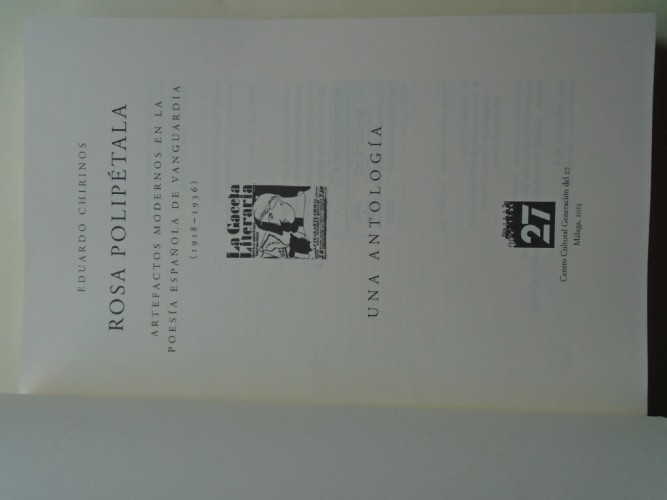 EDUARDO CHIRINOS
ROSA POLIPÉTALA
ARTEFACTOS MODERNOS EN LA
POESÍA ESPAÑOLA DE VANGUARDIA
(1918–1936)
La Gaceta
Literaria
UNA ANTOLOGÍA
27
Centro Cultural Generación del 27
Málaga, 2013